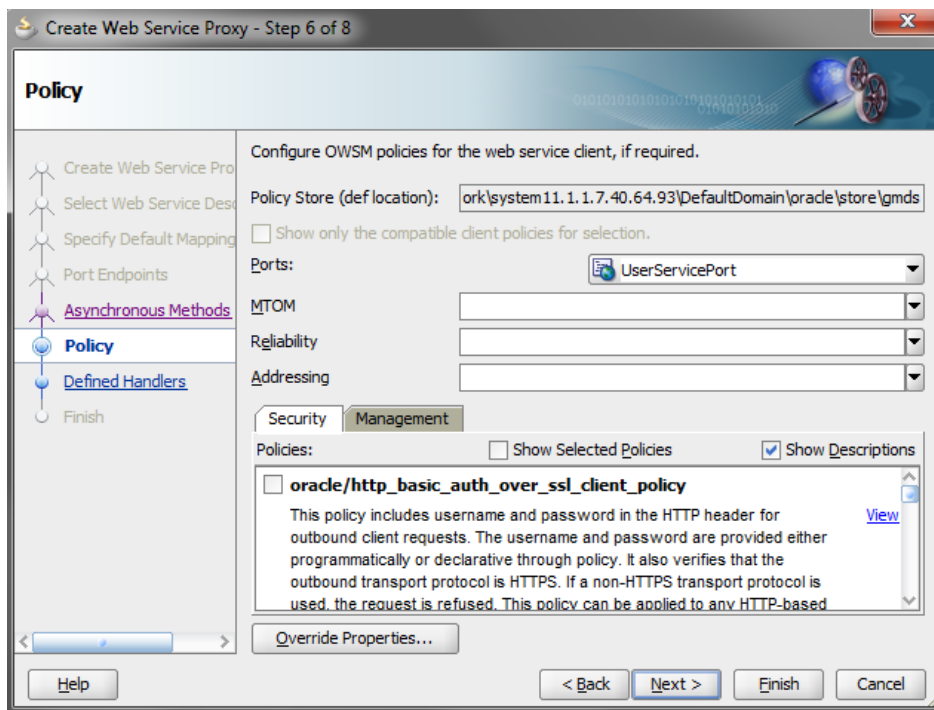 Create Web Service Proxy - Step 6 of 8
Policy
Create Web Service Pro
Select Web Service Des
Specify Default Mapping
Port Endpoints
Asynchronous Methods
Policy
Defined Handlers
Finish
Configure OWSM policies for the web service client, if required.
Policy Store (def location): ork\system11.1.1.7.40.64.93\DefaultDomain\oracle\store\gmds
Show only the compatible client policies for selection.
Ports: UserServicePort
MTOM
Reliability
Addressing
Security Management
Policies: Show Selected Policies Show Descriptions
oracle/http_basic_auth_over_ssl_client_policy
This policy includes username and password in the HTTP header for View
outbound client requests. The username and password are provided either
programmatically or declarative through policy. It also verifies that the
outbound transport protocol is HTTPS. If a non-HTTPS transport protocol is
used, the request is refused. This policy can be applied to any HTTP-based
Override Properties...
Help < Back Next > Finish Cancel